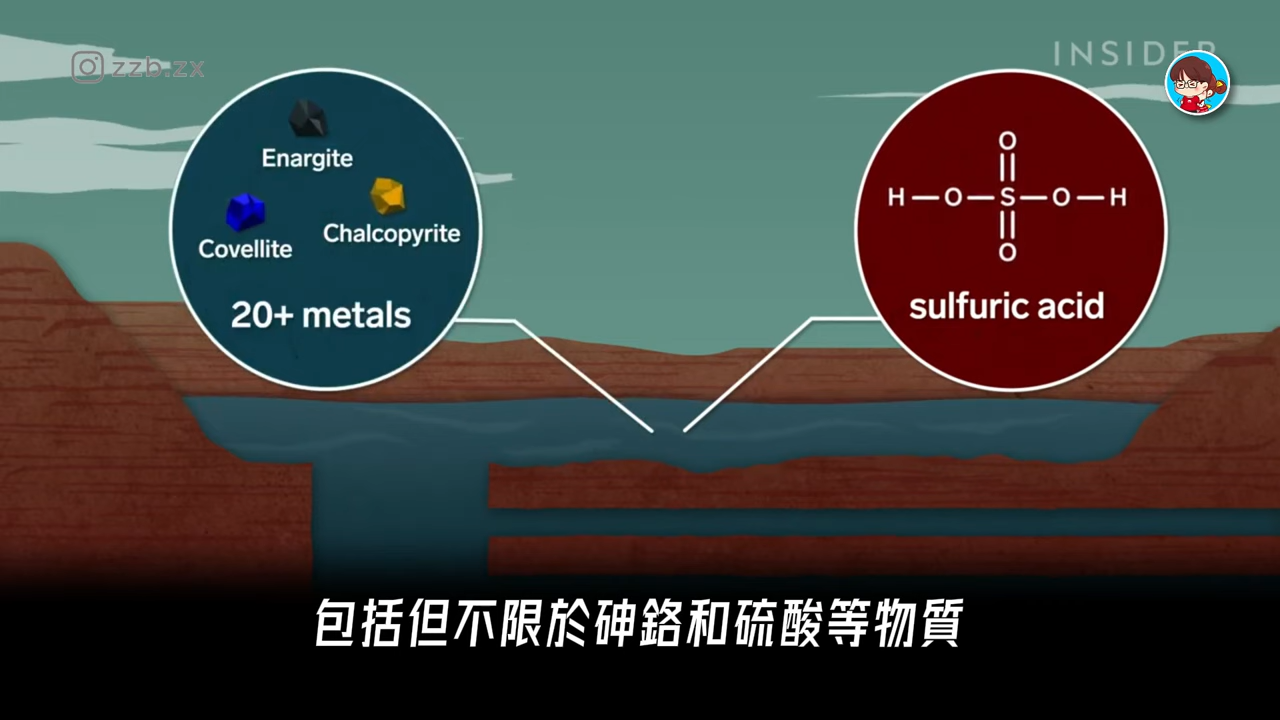 zzb.zx
INSIDER
Enargite
Covellite
Chalcopyrite
20+ metals
O
H—O—S—O—H
O
sulfuric acid
包括但不限於砷鉻和硫酸等物質